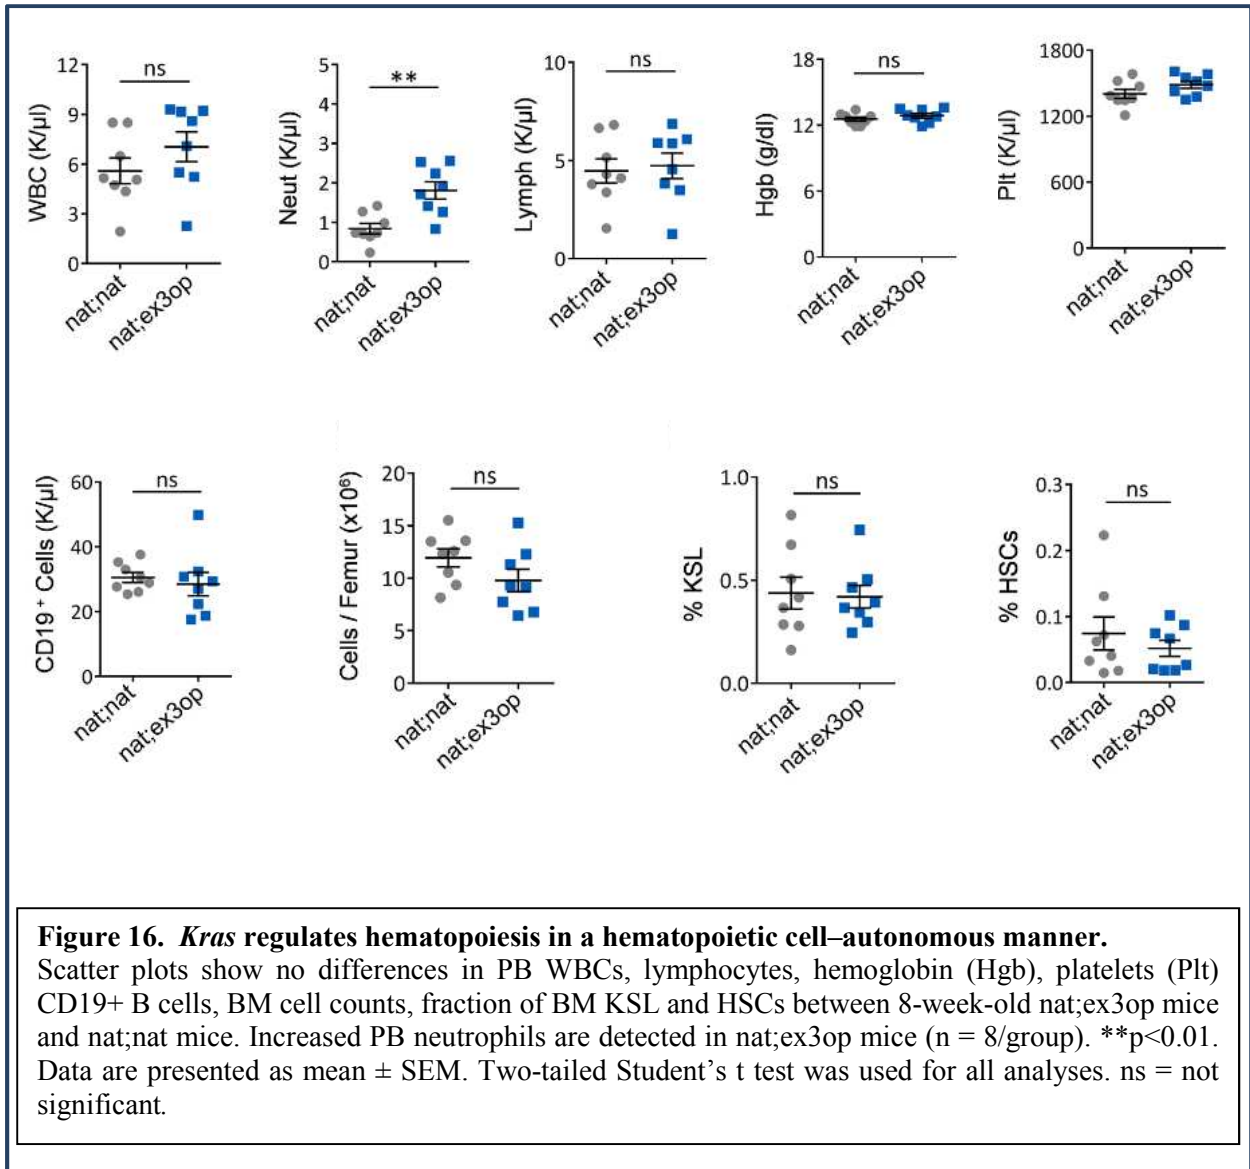 WBC (K/µl)
12
9
6
3
0
ns
nat;nat
nat;ex3op
Neut (K/µl)
5
4
3
2
1
0
**
nat;nat
nat;ex3op
Lymph (K/µl)
10
5
0
ns
nat;nat
nat;ex3op
Hgb (g/dl)
18
12
6
0
ns
nat;nat
nat;ex3op
Plt (K/µl)
1800
1200
600
0
nat;nat
nat;ex3op
CD19⁺ Cells (K/µl)
60
40
20
0
ns
nat;nat
nat;ex3op
Cells / Femur (x10⁶)
20
15
10
5
0
ns
nat;nat
nat;ex3op
% KSL
1.0
0.5
0.0
ns
nat;nat
nat;ex3op
% HSCs
0.3
0.2
0.1
0.0
ns
nat;nat
nat;ex3op
Figure 16. Kras regulates hematopoiesis in a hematopoietic cell–autonomous manner.
Scatter plots show no differences in PB WBCs, lymphocytes, hemoglobin (Hgb), platelets (Plt)
CD19+ B cells, BM cell counts, fraction of BM KSL and HSCs between 8-week-old nat;ex3op mice
and nat;nat mice. Increased PB neutrophils are detected in nat;ex3op mice (n = 8/group). **p<0.01.
Data are presented as mean ± SEM. Two-tailed Student’s t test was used for all analyses. ns = not
significant.